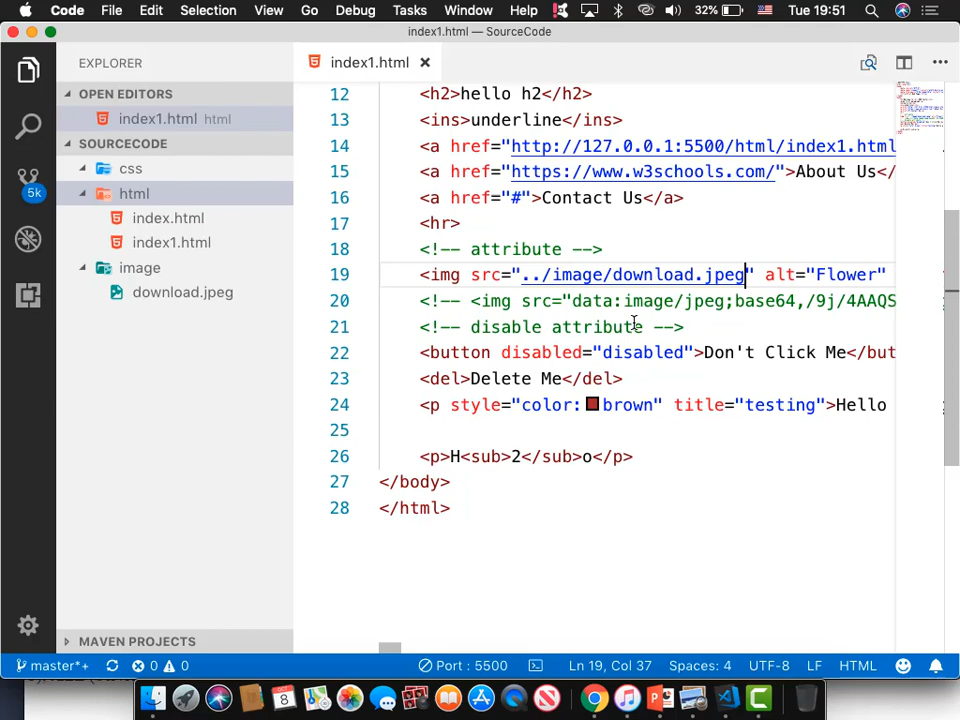 Code File Edit Selection View Go Debug Tasks Window Help 32% Tue 19:51
index1.html — SourceCode
EXPLORER
index1.html
OPEN EDITORS
index1.html html
SOURCECODE
css
html
index.html
index1.html
image
download.jpeg
5k
MAVEN PROJECTS
12 <h2>hello h2</h2>
13 <ins>underline</ins>
14 <a href="http://127.0.0.1:5500/html/index1.html
15 <a href="https://www.w3schools.com/">About Us</
16 <a href="#">Contact Us</a>
17 <hr>
18 <!-- attribute -->
19 <img src="../image/download.jpeg" alt="Flower"
20 <!-- <img src="data:image/jpeg;base64,/9j/4AAQS
21 <!-- disable attribute -->
22 <button disabled="disabled">Don't Click Me</but
23 <del>Delete Me</del>
24 <p style="color: brown" title="testing">Hello
25
26 <p>H<sub>2</sub>o</p>
27 </body>
28 </html>
master*+ 0 0 Port : 5500 Ln 19, Col 37 Spaces: 4 UTF-8 LF HTML
8